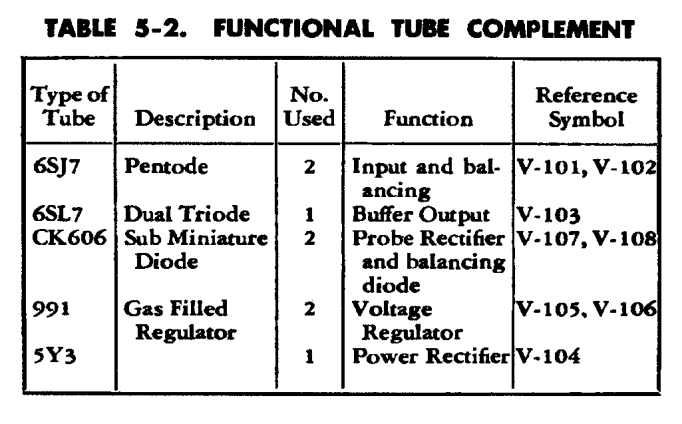 TABLE 5-2. FUNCTIONAL TUBE COMPLEMENT
Type of Tube Description No. Used Function Reference Symbol
6SJ7 Pentode 2 Input and bal- V-101, V-102
ancing
6SL7 Dual Triode 1 Buffer Output V-103
CK606 Sub Miniature 2 Probe Rectifier V-107, V-108
Diode and balancing
diode
991 Gas Filled 2 Voltage V-105, V-106
Regulator Regulator
5Y3 1 Power Rectifier V-104